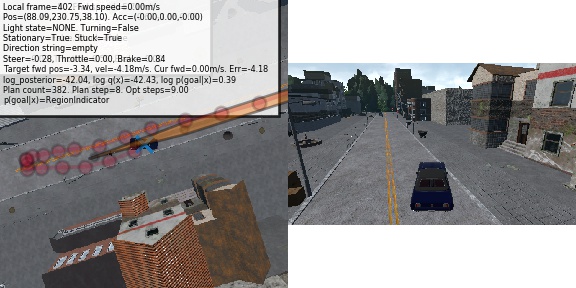 Local frame=402. Fwd speed=0.00m/s
Pos=(88.09,230.75,38.10). Acc=(-0.00,0.00,-0.00)
Light state=NONE. Turning=False
Stationary=True. Stuck=True
Direction string=empty
Steer=-0.28, Throttle=0.00, Brake=0.84
Target fwd pos=-3.34, vel=-4.18m/s. Cur fwd=0.00m/s. Err=-4.18
log_posterior=-42.04, log q(x)=-42.43, log p(goal|x)=0.39
Plan count=382. Plan step=8. Opt steps=9.00
p(goal|x)=RegionIndicator